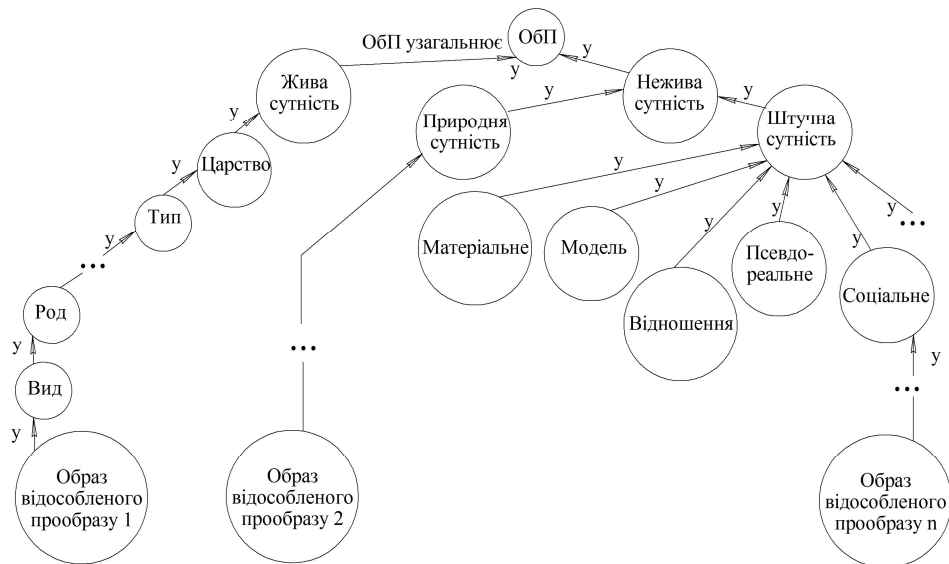 ОбП узагальнює
ОбП
у
у
Жива
сутність
Нежива
сутність
у
у
Природня
сутність
Штучна
сутність
у
Царство
у
у
у
Тип
у
у
у
у
у
...
Матеріальне
Модель
Псевдо-
реальне
...
Род
Відношення
Соціальне
у
...
у
Вид
...
у
Образ
відособленого
прообразу 1
Образ
відособленого
прообразу 2
Образ
відособленого
прообразу n